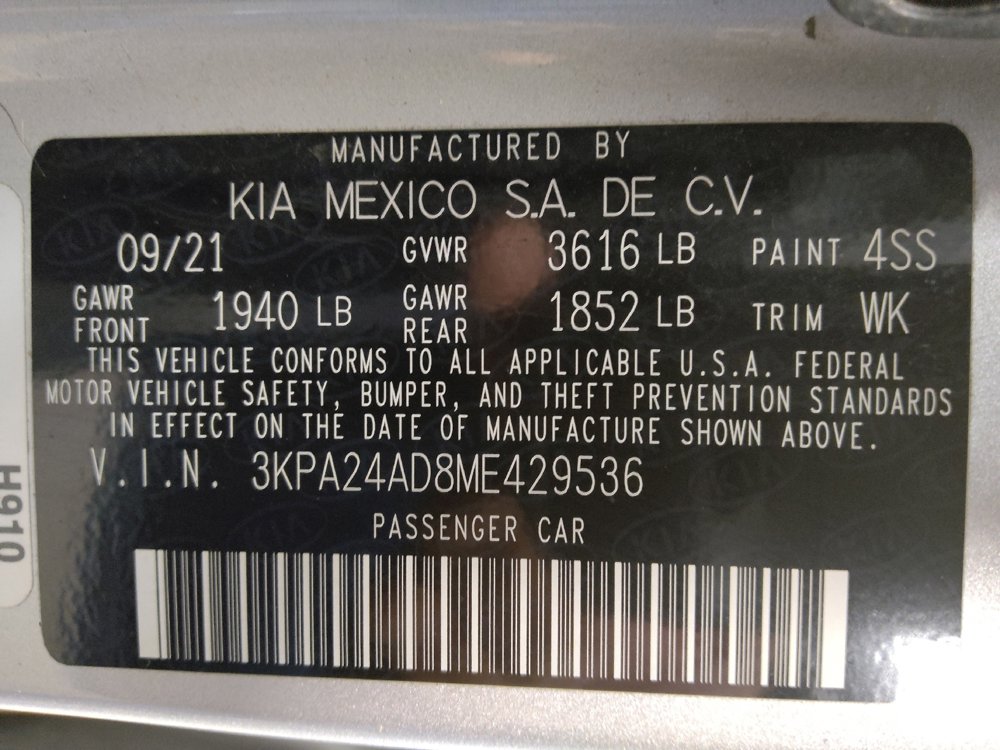 MANUFACTURED BY
KIA MEXICO S.A. DE C.V.
09/21 GVWR 3616 LB PAINT 4SS
GAWR FRONT 1940 LB GAWR REAR 1852 LB TRIM WK
THIS VEHICLE CONFORMS TO ALL APPLICABLE U.S.A. FEDERAL
MOTOR VEHICLE SAFETY, BUMPER, AND THEFT PREVENTION STANDARDS
IN EFFECT ON THE DATE OF MANUFACTURE SHOWN ABOVE.
V.I.N. 3KPA24AD8ME429536
PASSENGER CAR
H910